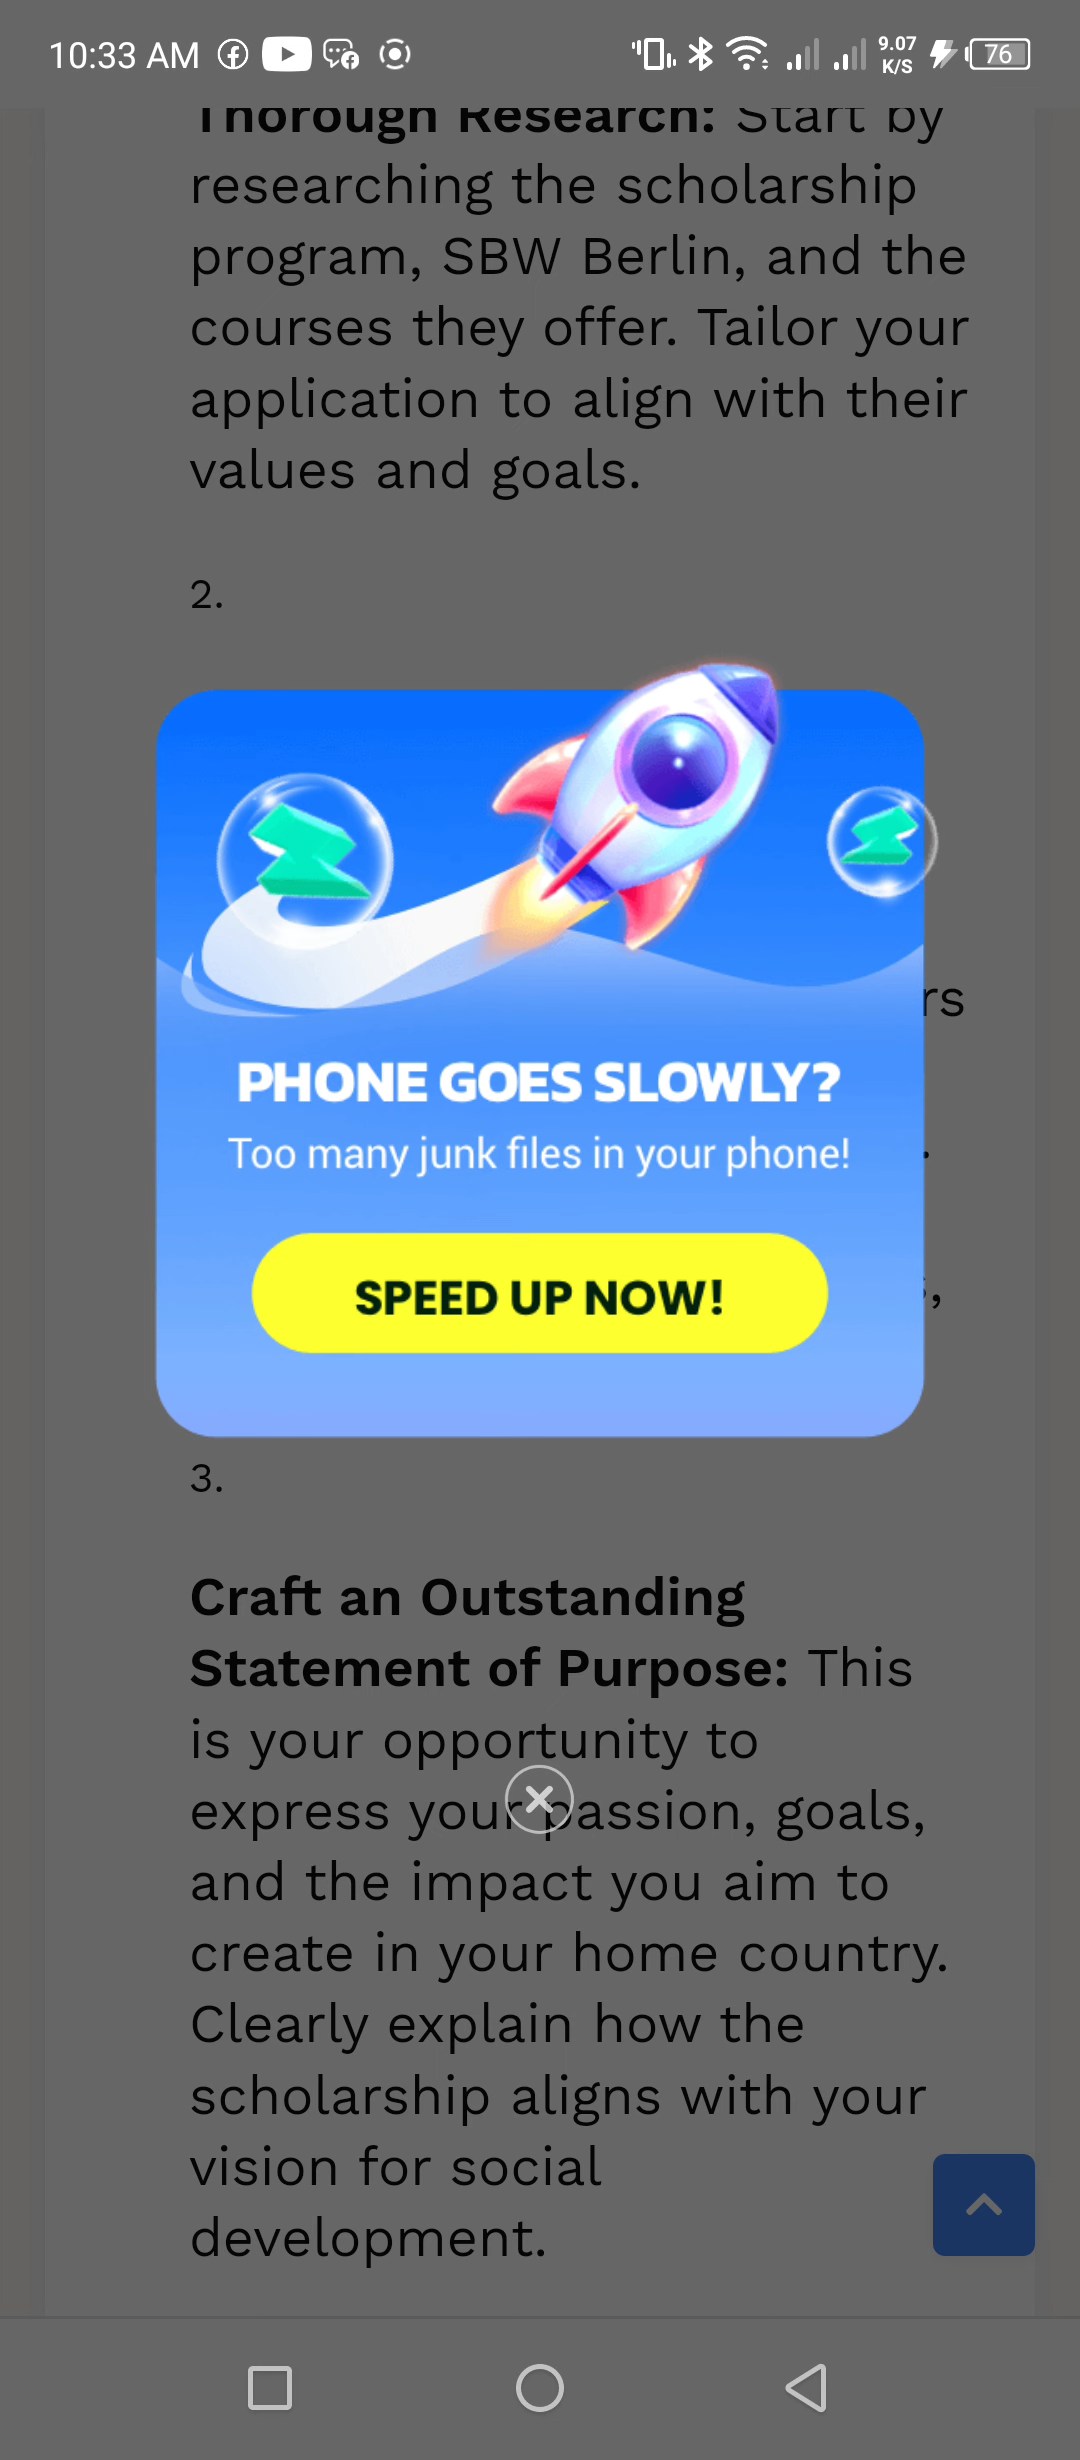 10:33 AM
9.07
K/S
76
Thorough Research: Start by
researching the scholarship
program, SBW Berlin, and the
courses they offer. Tailor your
application to align with their
values and goals.
2.
PHONE GOES SLOWLY?
Too many junk files in your phone!
SPEED UP NOW!
3.
Craft an Outstanding
Statement of Purpose: This
is your opportunity to
express your passion, goals,
and the impact you aim to
create in your home country.
Clearly explain how the
scholarship aligns with your
vision for social
development.